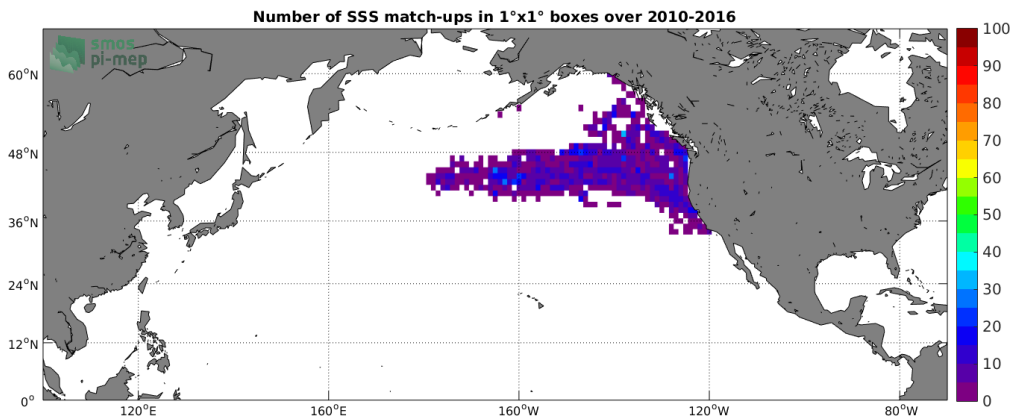 Number of SSS match-ups in 1°x1° boxes over 2010-2016
smos
pi-mep
60°N
48°N
36°N
24°N
12°N
0°
120°E
160°E
160°W
120°W
80°W
100
90
80
70
60
50
40
30
20
10
0